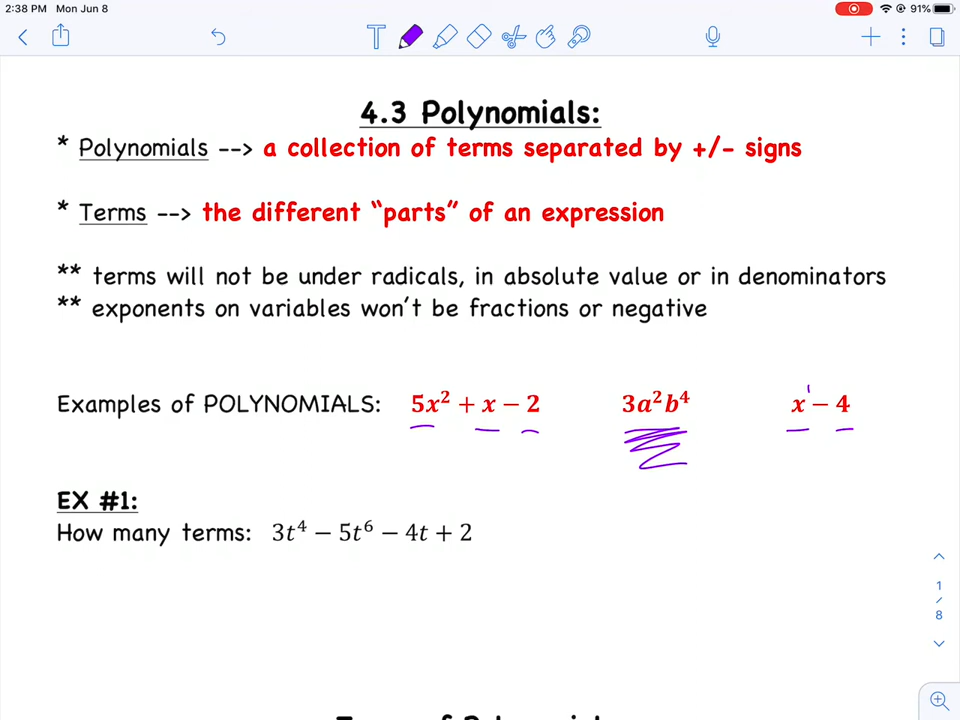 2:38 PM Mon Jun 8
91%
T
4.3 Polynomials:
* Polynomials --> a collection of terms separated by +/- signs
* Terms --> the different “parts” of an expression
** terms will not be under radicals, in absolute value or in denominators
** exponents on variables won’t be fractions or negative
Examples of POLYNOMIALS: 5x² + x − 2 3a²b⁴ x¹ − 4
EX #1:
How many terms: 3t⁴ − 5t⁶ − 4t + 2
1
/
8